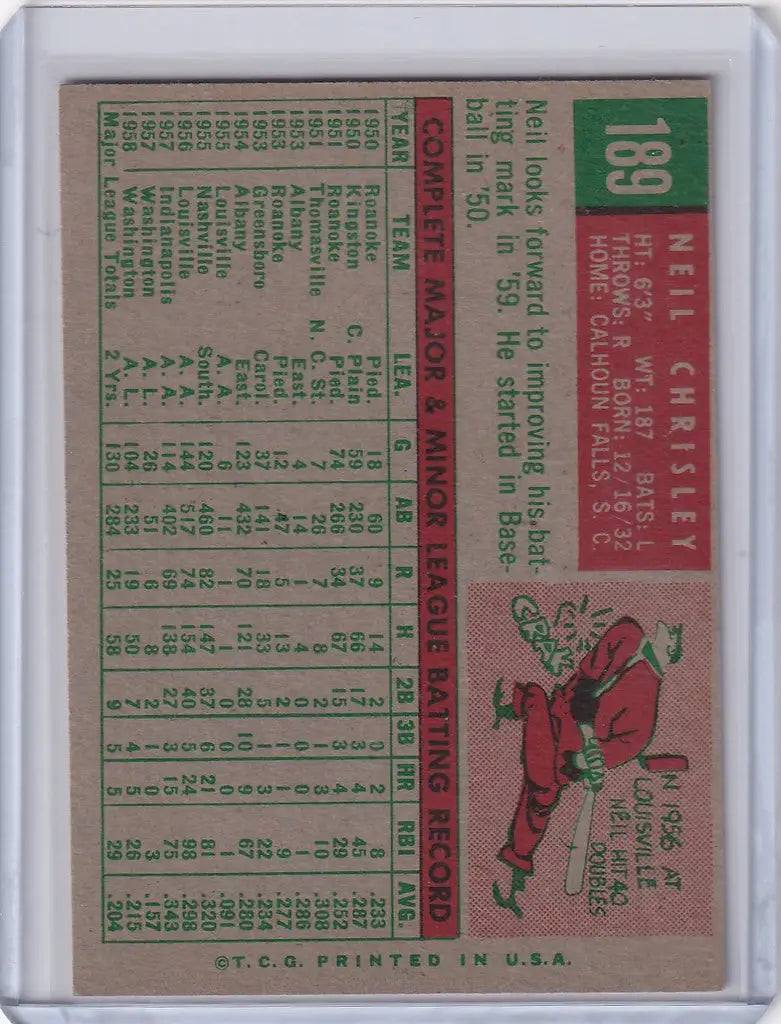 189
NEIL CHRISLEY
HT: 6'3" WT: 187 BATS: L
THROWS: R BORN: 12/16/32
HOME: CALHOUN FALLS, S. C.
Neil looks forward to improving his bat-
ting mark in '59. He started in Base-
ball in '50.
CRAK
IN 1956 AT
LOUISVILLE
NEIL HIT 40
DOUBLES
COMPLETE MAJOR & MINOR LEAGUE BATTING RECORD
YEAR TEAM LEA. G AB R H 2B 3B HR RBI AVG.
1950 Roanoke Pied. 18 60 9 14 2 0 2 8 .233
1950 Kingston C. Plain 59 230 37 66 17 3 4 45 .287
1951 Roanoke Pied. 74 266 34 67 15 3 4 29 .252
1951 Thomasville N. C. St. 7 26 7 8 2 1 3 10 .308
1953 Albany East. 4 14 1 4 0 0 0 1 .286
1953 Roanoke Pied. 12 47 5 13 2 1 1 9 .277
1953 Greensboro Carol. 37 141 18 33 5 1 3 22 .234
1954 Albany East. 123 432 70 121 28 10 9 67 .280
1955 Louisville A. A. 6 11 1 1 0 0 0 1 .091
1955 Nashville South. 120 460 82 147 37 6 21 81 .320
1956 Louisville A. A. 144 517 74 154 40 5 24 98 .298
1957 Indianapolis A. A. 114 402 69 138 27 3 15 75 .343
1957 Washington A. L. 26 51 6 8 2 1 0 3 .157
1958 Washington A. L. 104 233 19 50 7 4 5 26 .215
Major League Totals 2 Yrs. 130 284 25 58 9 5 5 29 .204
©T. C. G. PRINTED IN U.S.A.